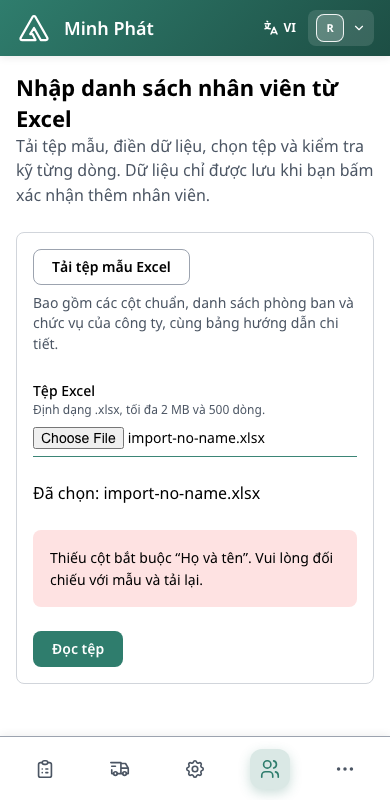 Minh Phát
VI
R
Nhập danh sách nhân viên từ
Excel
Tải tệp mẫu, điền dữ liệu, chọn tệp và kiểm tra
kỹ từng dòng. Dữ liệu chỉ được lưu khi bạn bấm
xác nhận thêm nhân viên.
Tải tệp mẫu Excel
Bao gồm các cột chuẩn, danh sách phòng ban và
chức vụ của công ty, cùng bảng hướng dẫn chi
tiết.
Tệp Excel
Định dạng .xlsx, tối đa 2 MB và 500 dòng.
Choose File import-no-name.xlsx
Đã chọn: import-no-name.xlsx
Thiếu cột bắt buộc “Họ và tên”. Vui lòng đối
chiếu với mẫu và tải lại.
Đọc tệp